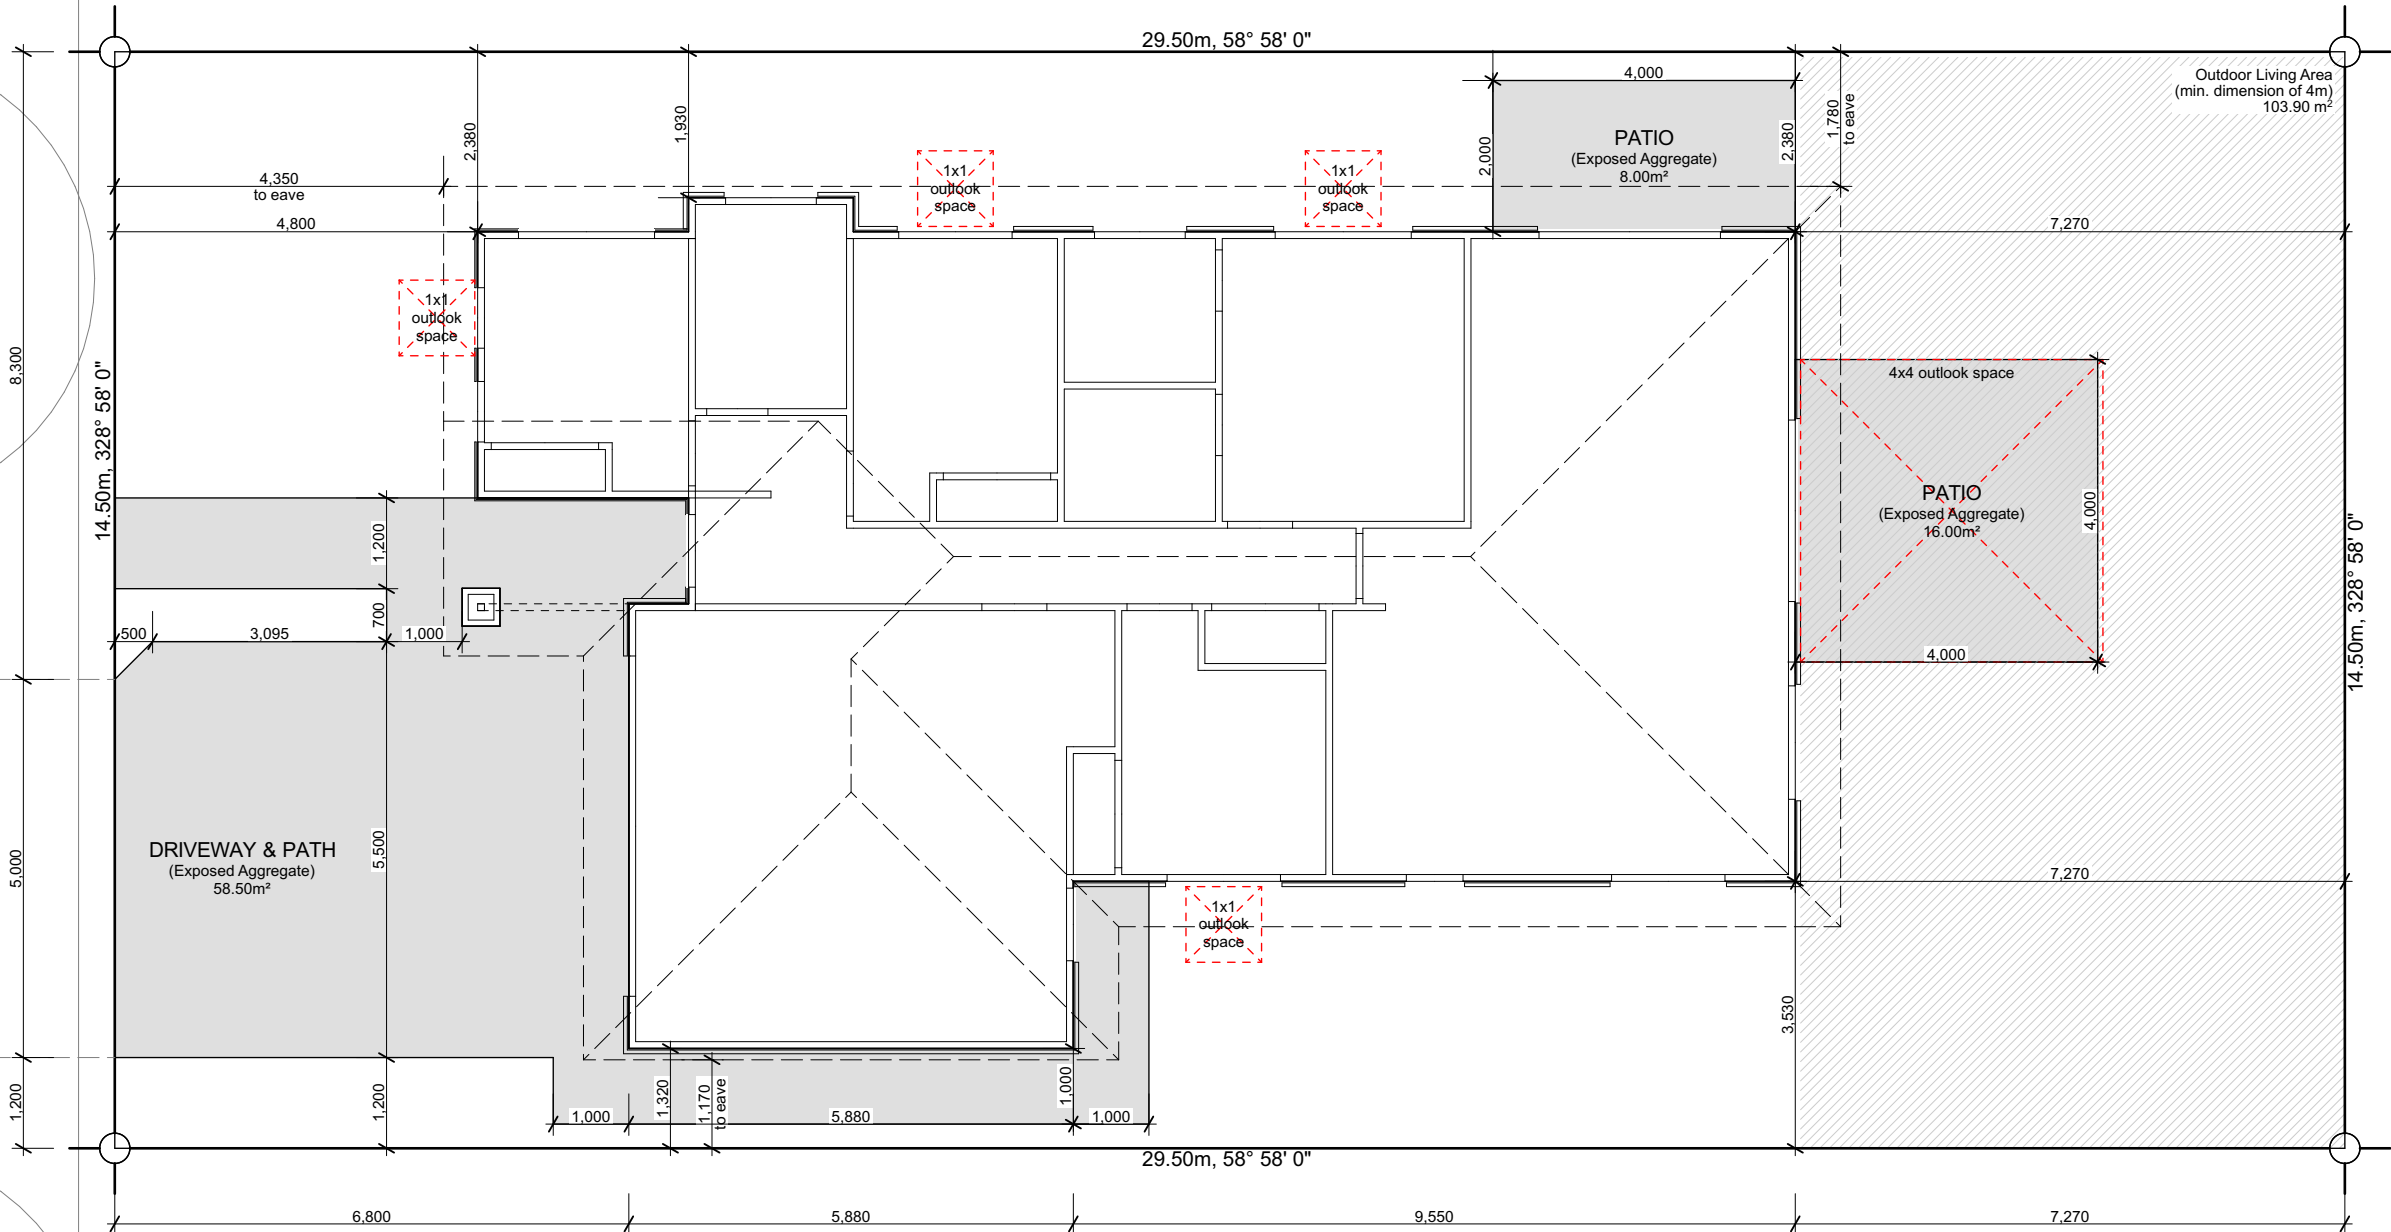 29.50m, 58° 58' 0"
Outdoor Living Area
(min. dimension of 4m)
103.90 m²
4,000
1,780
to eave
1,930
2,380
2,000
2,380
PATIO
(Exposed Aggregate)
8.00m²
4,350
to eave
4,800
1x1
outlook
space
1x1
outlook
space
7,270
1x1
outlook
space
8,300
14.50m, 328° 58' 0"
4x4 outlook space
PATIO
(Exposed Aggregate)
16.00m²
4,000
4,000
14.50m, 328° 58' 0"
1,200
700
500
3,095
1,000
5,000
5,500
DRIVEWAY & PATH
(Exposed Aggregate)
58.50m²
7,270
1x1
outlook
space
3,530
1,200
1,200
1,000
1,320
1,170
to eave
5,880
1,000
1,000
29.50m, 58° 58' 0"
6,800
5,880
9,550
7,270